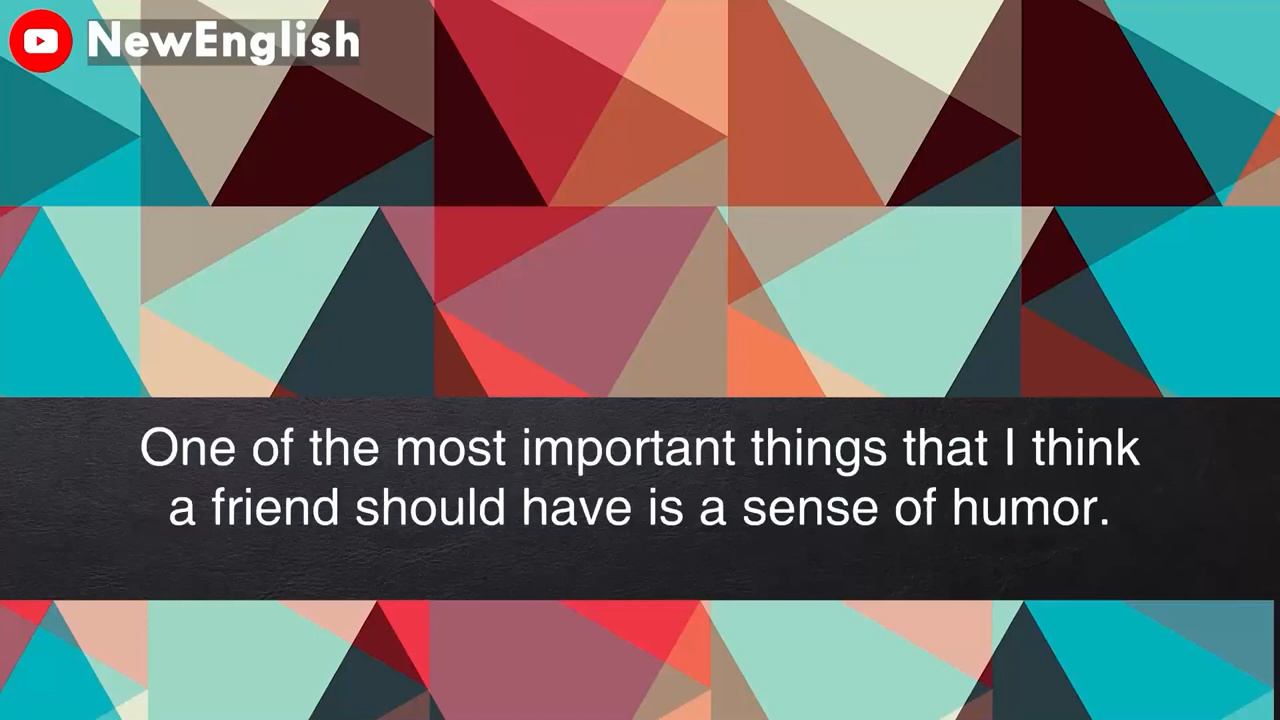 NewEnglish
One of the most important things that I think
a friend should have is a sense of humor.